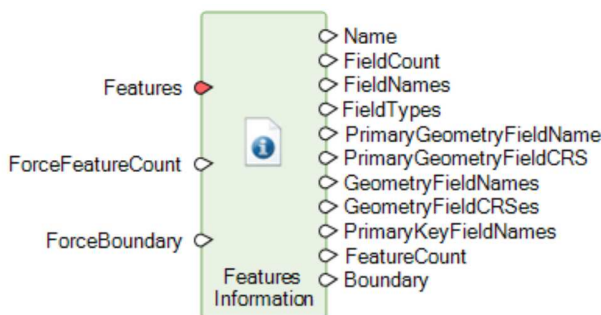 Name
FieldCount
FieldNames
Features
FieldTypes
PrimaryGeometryFieldName
PrimaryGeometryFieldCRS
ForceFeatureCount
GeometryFieldNames
GeometryFieldCRSes
PrimaryKeyFieldNames
ForceBoundary
FeatureCount
Boundary
Features
Information